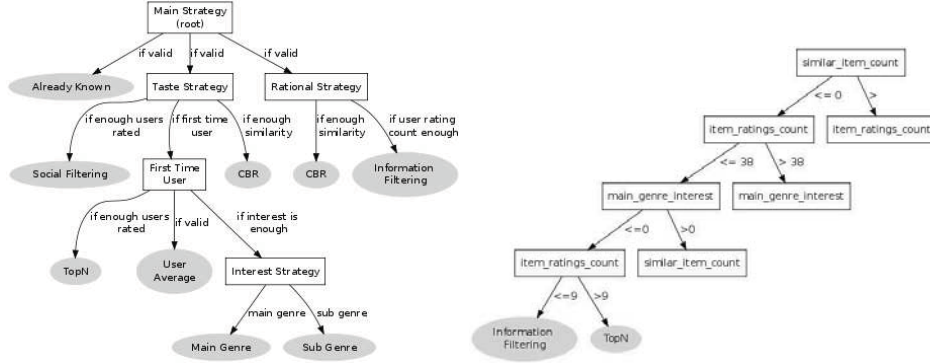 Main Strategy
(root)
if valid
if valid
if valid
Already Known
Taste Strategy
Rational Strategy
if enough users
rated
if first time
user
if enough
similarity
if enough
similarity
if user rating
count enough
Social Filtering
First Time
User
CBR
CBR
Information
Filtering
if enough users
rated
if valid
if interest is
enough
TopN
User
Average
Interest Strategy
main genre
sub genre
Main Genre
Sub Genre
similar_item_count
<= 0
>
item_ratings_count
item_ratings_count
<= 38
> 38
main_genre_interest
main_genre_interest
<=0
>0
item_ratings_count
similar_item_count
<=9
>9
Information
Filtering
TopN